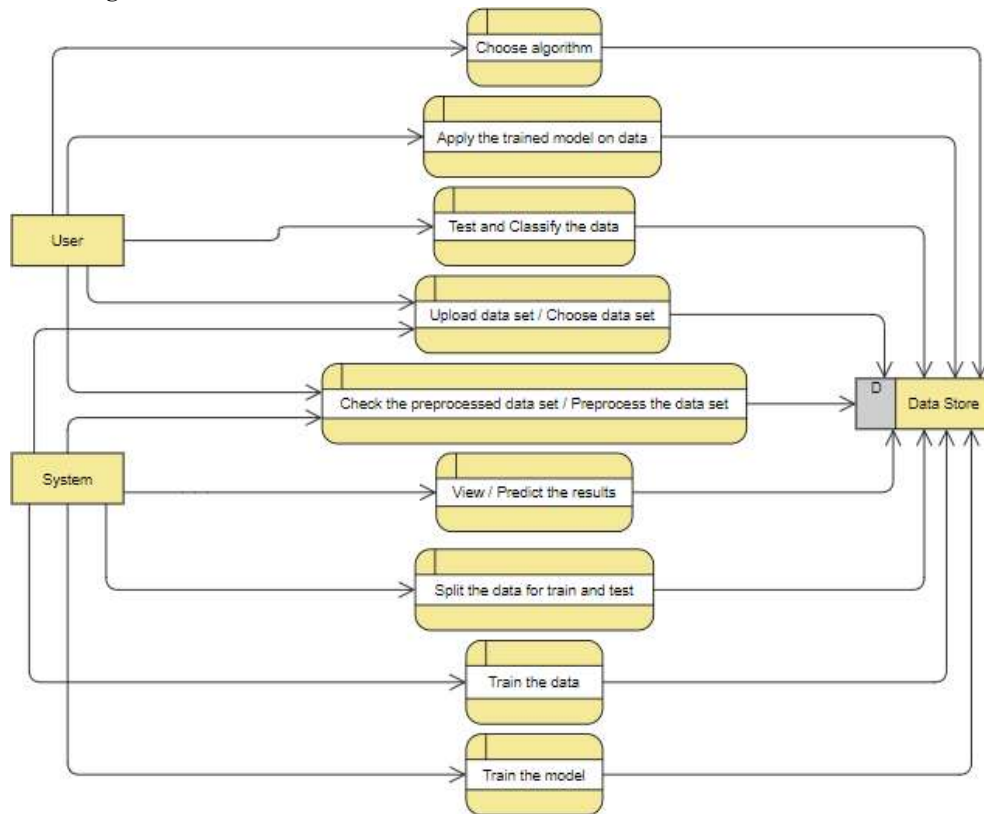 Choose algorithm
Apply the trained model on data
User
Test and Classify the data
Upload data set / Choose data set
D
Data Store
Check the preprocessed data set / Preprocess the data set
System
View / Predict the results
Split the data for train and test
Train the data
Train the model